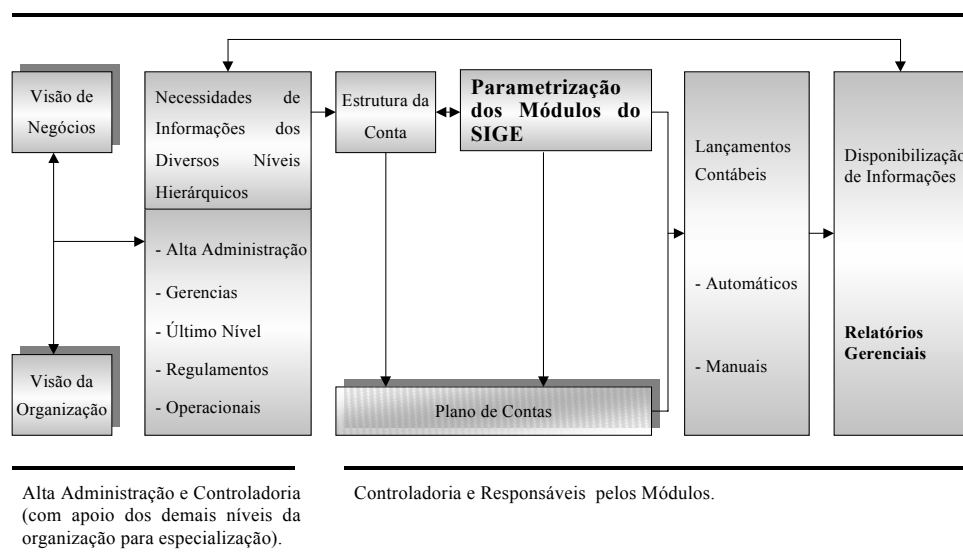 Visão de
Negócios
Necessidades de
Informações dos
Diversos Níveis
Hierárquicos
Estrutura da
Conta
Parametrização
dos Módulos do
SIGE
Lançamentos
Contábeis
- Automáticos
- Manuais
Disponibilização
de Informações
Relatórios
Gerenciais
- Alta Administração
- Gerencias
- Último Nível
- Regulamentos
- Operacionais
Visão da
Organização
Plano de Contas
Alta Administração e Controladoria
(com apoio dos demais níveis da
organização para especialização).
Controladoria e Responsáveis pelos Módulos.